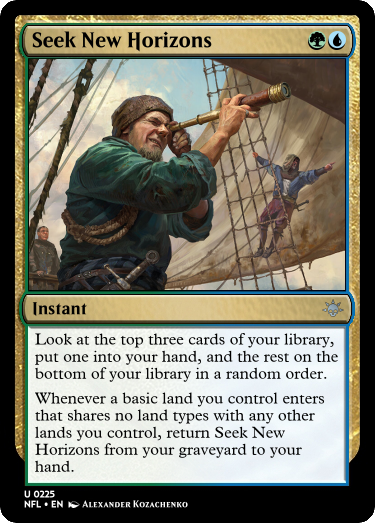 Seek New Horizons
Instant
Look at the top three cards of your library,
put one into your hand, and the rest on the
bottom of your library in a random order.
Whenever a basic land you control enters
that shares no land types with any other
lands you control, return Seek New
Horizons from your graveyard to your
hand.
U 0225
NFL • EN Alexander Kozachenko